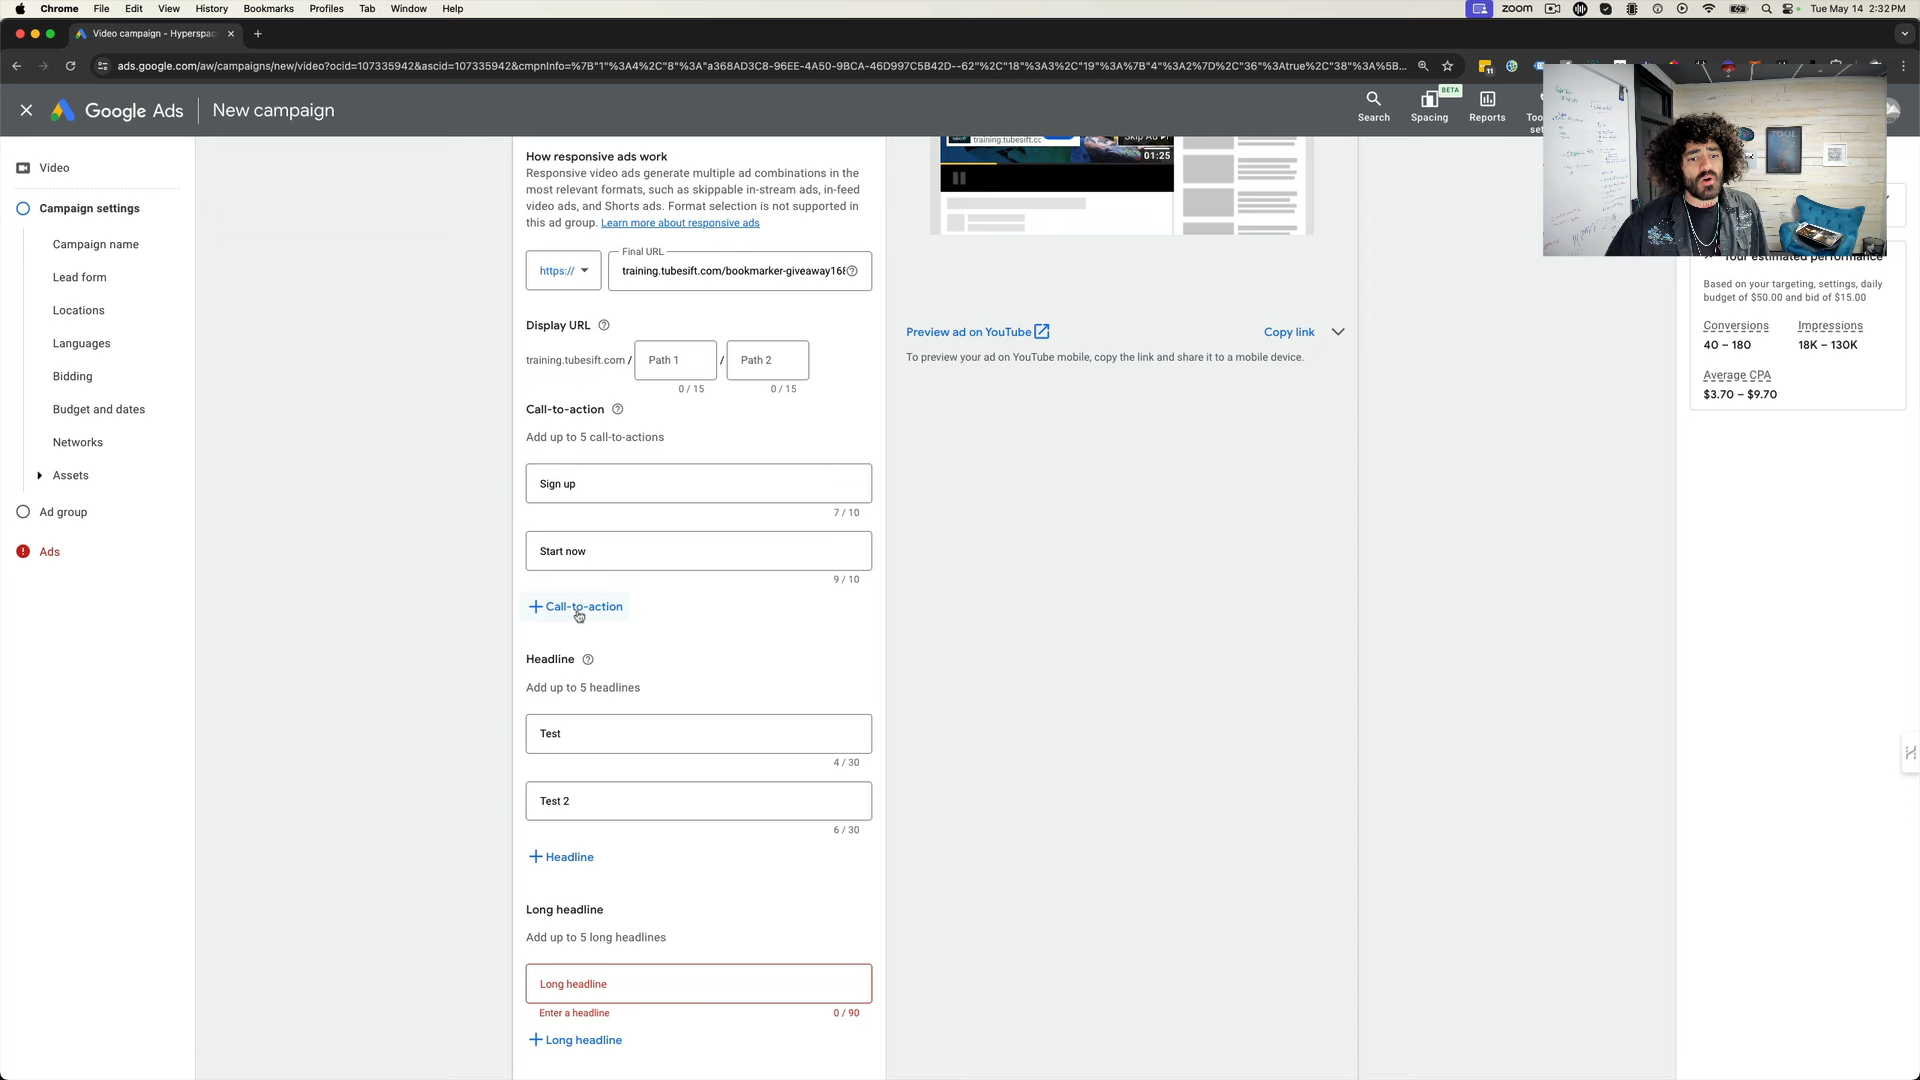 Chrome File Edit View History Bookmarks Profiles Tab Window Help
zoom Tue May 14 2:32 PM
Video campaign - Hyperspac
ads.google.com/aw/campaigns/new/video?ocid=107335942&ascid=107335942&cmpnInfo=%7B"1"%3A4%2C"8"%3A"a368AD3C8-96EE-4A50-9BCA-46D997C5B42D--62"%2C"18"%3A3%2C"19"%3A%7B"4"%3A2%7D%2C"36"%3Atrue%2C"38"%3A%5B...
11
Google Ads New campaign
Search
BETA
Spacing
Reports
Video
Campaign settings
Campaign name
Lead form
Locations
Languages
Bidding
Budget and dates
Networks
Assets
Ad group
Ads
How responsive ads work
Responsive video ads generate multiple ad combinations in the
most relevant formats, such as skippable in-stream ads, in-feed
video ads, and Shorts ads. Format selection is not supported in
this ad group. Learn more about responsive ads
https://
Final URL
training.tubesift.com/bookmarker-giveaway168
Display URL
training.tubesift.com / Path 1 / Path 2
0 / 15 0 / 15
Call-to-action
Add up to 5 call-to-actions
Sign up
7 / 10
Start now
9 / 10
+ Call-to-action
Headline
Add up to 5 headlines
Test
4 / 30
Test 2
6 / 30
+ Headline
Long headline
Add up to 5 long headlines
Long headline
Enter a headline 0 / 90
+ Long headline
training.tubesift.cc
Skip Ad
01:25
Preview ad on YouTube Copy link
To preview your ad on YouTube mobile, copy the link and share it to a mobile device.
Your estimated performance
Based on your targeting, settings, daily
budget of $50.00 and bid of $15.00
Conversions Impressions
40 – 180 18K – 130K
Average CPA
$3.70 – $9.70